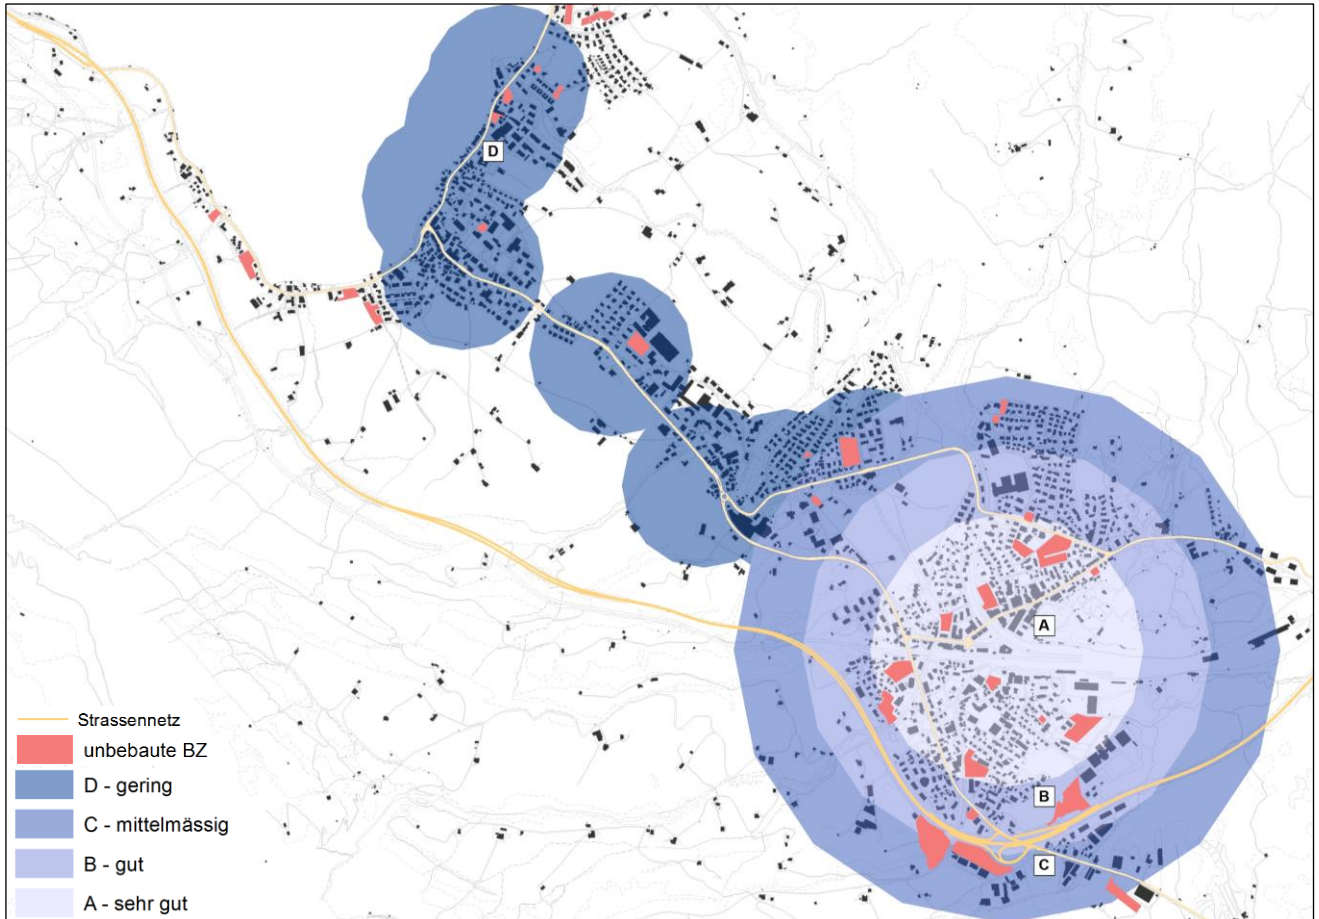 D
A
B
C
Strassennetz
unbebaute BZ
D - gering
C - mittelmässig
B - gut
A - sehr gut